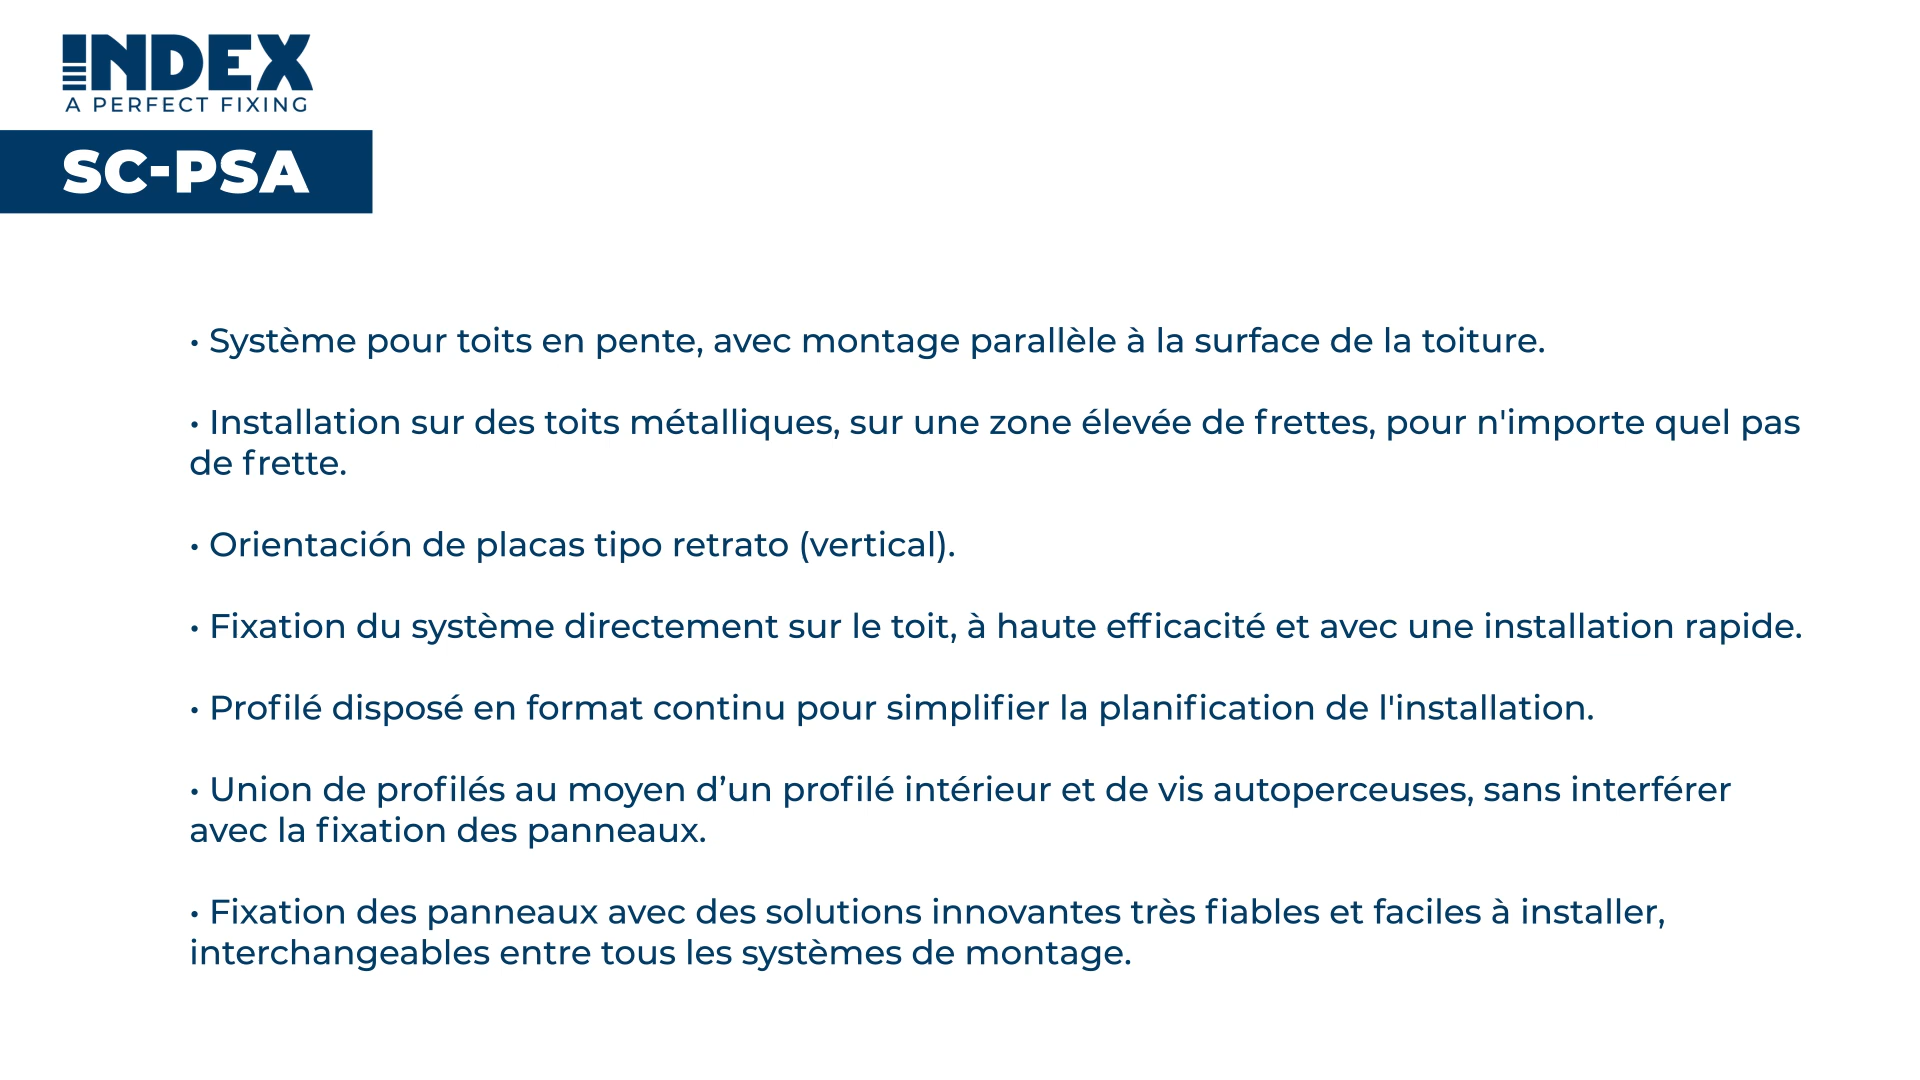 INDEX
A PERFECT FIXING
SC-PSA
• Système pour toits en pente, avec montage parallèle à la surface de la toiture.
• Installation sur des toits métalliques, sur une zone élevée de frettes, pour n'importe quel pas
de frette.
• Orientación de placas tipo retrato (vertical).
• Fixation du système directement sur le toit, à haute efficacité et avec une installation rapide.
• Profilé disposé en format continu pour simplifier la planification de l'installation.
• Union de profilés au moyen d’un profilé intérieur et de vis autoperceuses, sans interférer
avec la fixation des panneaux.
• Fixation des panneaux avec des solutions innovantes très fiables et faciles à installer,
interchangeables entre tous les systèmes de montage.